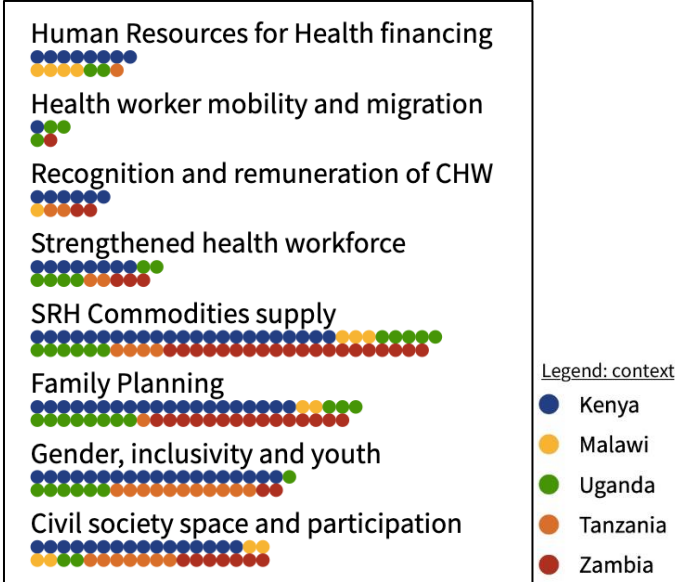 Human Resources for Health financing
Health worker mobility and migration
Recognition and remuneration of CHW
Strengthened health workforce
SRH Commodities supply
Family Planning
Gender, inclusivity and youth
Civil society space and participation
Legend: context
Kenya
Malawi
Uganda
Tanzania
Zambia